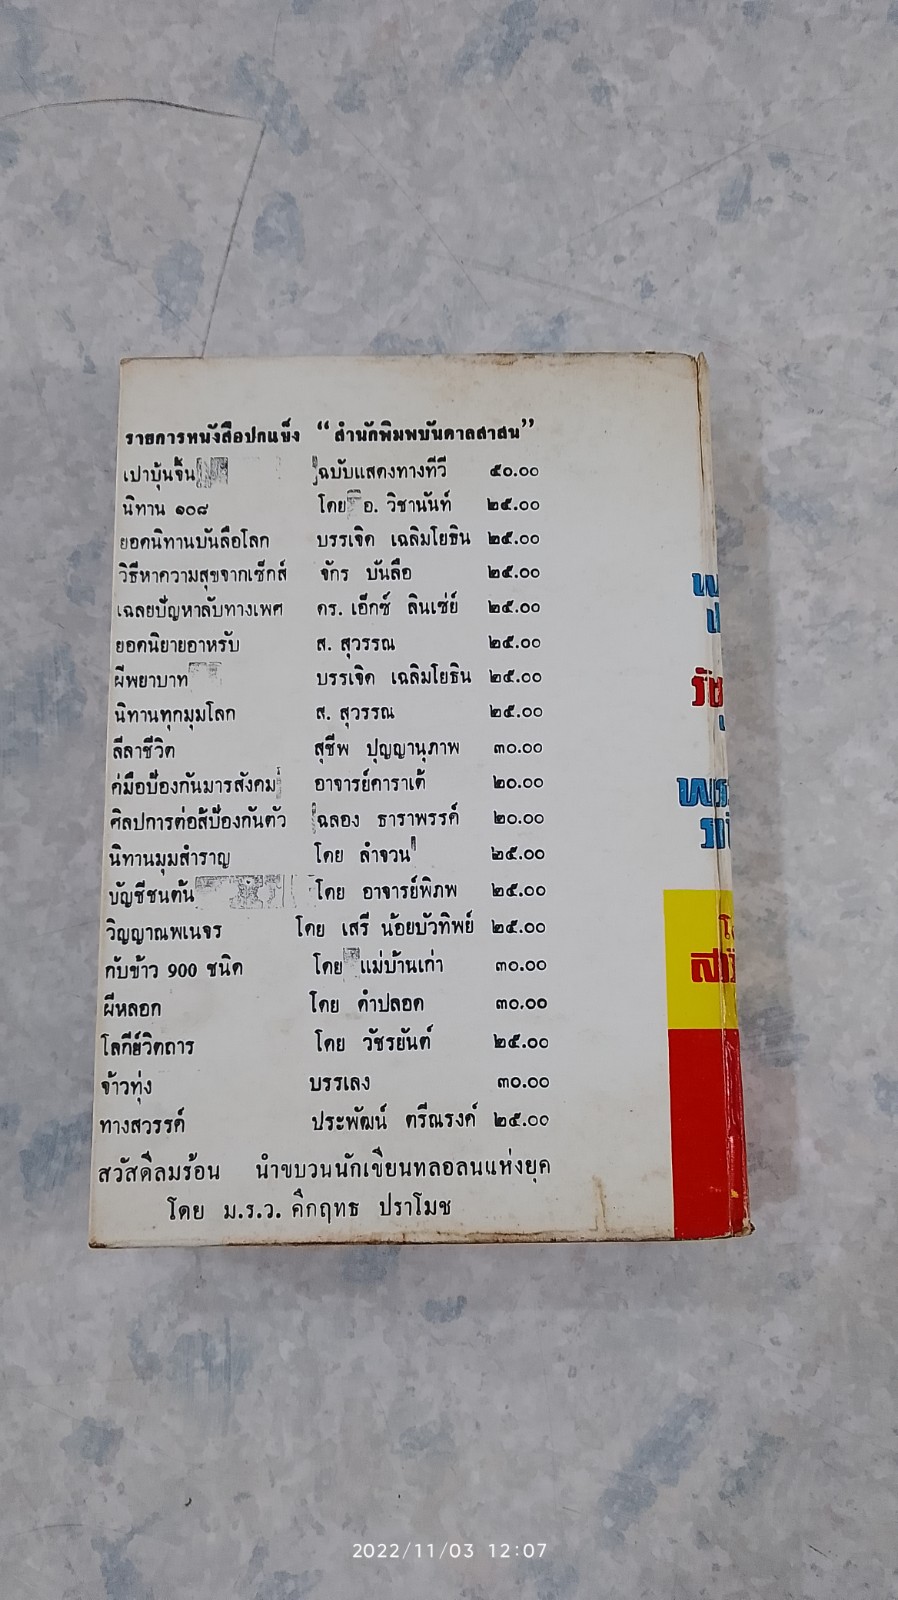 รายการหนังสือปกแข็ง “สำนักพิมพบันดาลสาสน”
เปาบุ้นจิ้น ฉบับแสดงทางทีวี ๕๐.๐๐
นิทาน ๑๐๘ โดย อ. วิชานันท์ ๒๕.๐๐
ยอดนิทานบันลือโลก บรรเจิด เฉลิมโยธิน ๒๕.๐๐
วิธีหาความสุขจากเซ็กส์ จักร บันลือ ๒๕.๐๐
เฉลยปัญหาลับทางเพศ ดร. เอ็กซ์ ลินเซ่ย์ ๒๕.๐๐
ยอดนิยายอาหรับ ส. สุวรรณ ๒๕.๐๐
ผีพยาบาท บรรเจิด เฉลิมโยธิน ๒๕.๐๐
นิทานทุกมุมโลก ส. สุวรรณ ๒๕.๐๐
ลีลาชีวิต สุชีพ ปุญญานุภาพ ๓๐.๐๐
คู่มือป้องกันมารสังคม อาจารย์คาราเต้ ๒๐.๐๐
ศิลปการต่อสู้ป้องกันตัว ฉลอง ธาราพรรค์ ๒๐.๐๐
นิทานมุมสำราญ โดย ลำจวน ๒๕.๐๐
บัญชีชนต้น โดย อาจารย์พิภพ ๒๕.๐๐
วิญญาณพเนจร โดย เสรี น้อยบัวทิพย์ ๒๕.๐๐
กับข้าว 900 ชนิด โดย แม่บ้านเก่า ๓๐.๐๐
ผีหลอก โดย คำปลอด ๓๐.๐๐
โลกีย์วิตถาร โดย วัชรยันต์ ๒๕.๐๐
จ้าวทุ่ง บรรเลง ๓๐.๐๐
ทางสวรรค์ ประพัฒน์ ตรีณรงค์ ๒๕.๐๐
สวัสดีลมร้อน นำขบวนนักเขียนทลอลนแห่งยุค
โดย ม.ร.ว. คึกฤทธ ปราโมช
2022/11/03 12:07